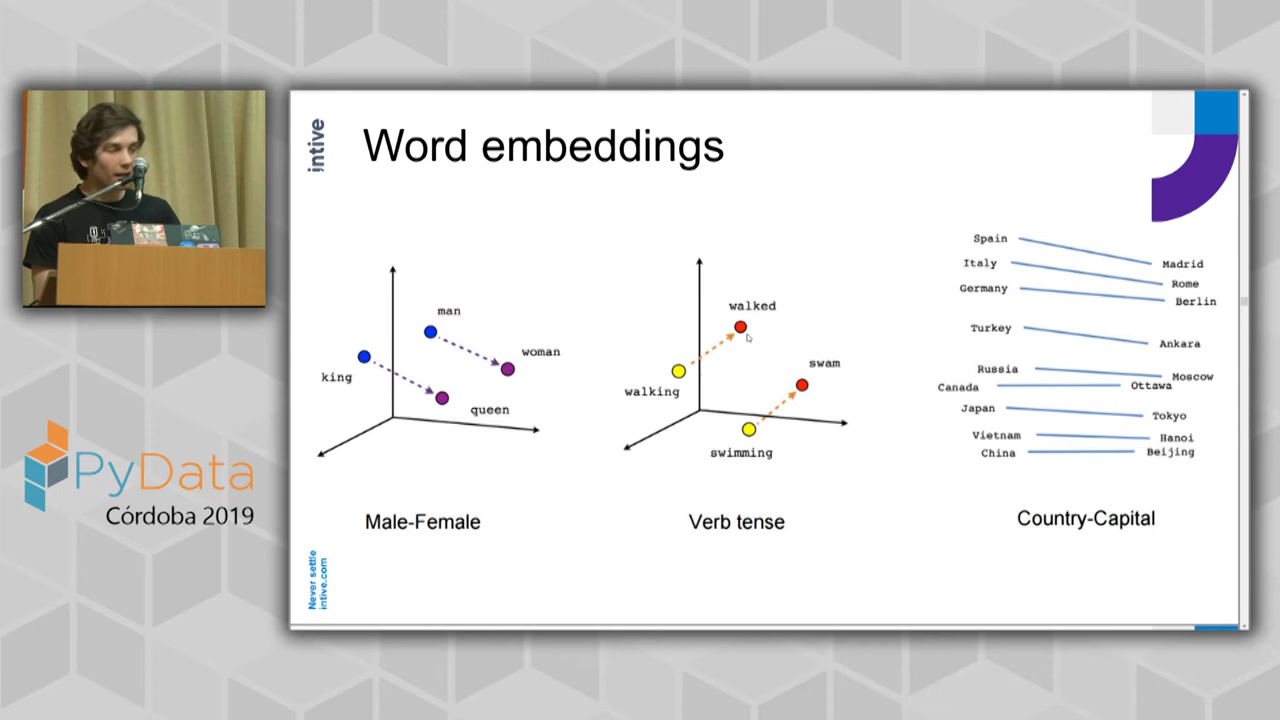 intive
Word embeddings
man
woman
king
queen
Male-Female
walked
swam
walking
swimming
Verb tense
Spain
Madrid
Italy
Rome
Germany
Berlin
Turkey
Ankara
Russia
Moscow
Canada
Ottawa
Japan
Tokyo
Vietnam
Hanoi
China
Beijing
Country-Capital
Never settle
intive.com
PyData
Córdoba 2019